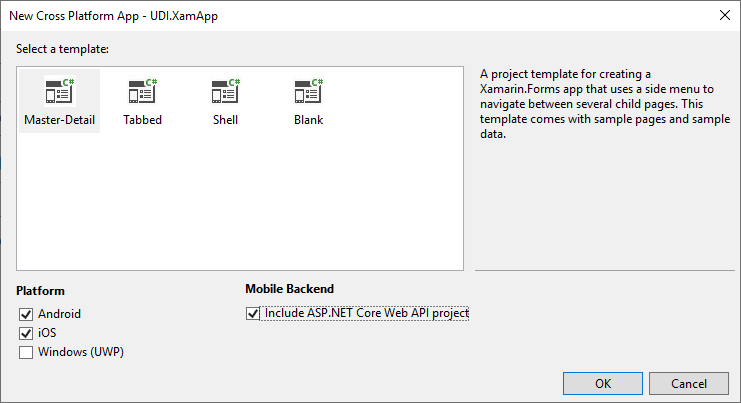 New Cross Platform App - UDI.XamApp
Select a template:
C# C# C# C#
Master-Detail Tabbed Shell Blank
A project template for creating a
Xamarin.Forms app that uses a side menu to
navigate between several child pages. This
template comes with sample pages and sample
data.
Platform
Android
iOS
Windows (UWP)
Mobile Backend
Include ASP.NET Core Web API project
OK Cancel